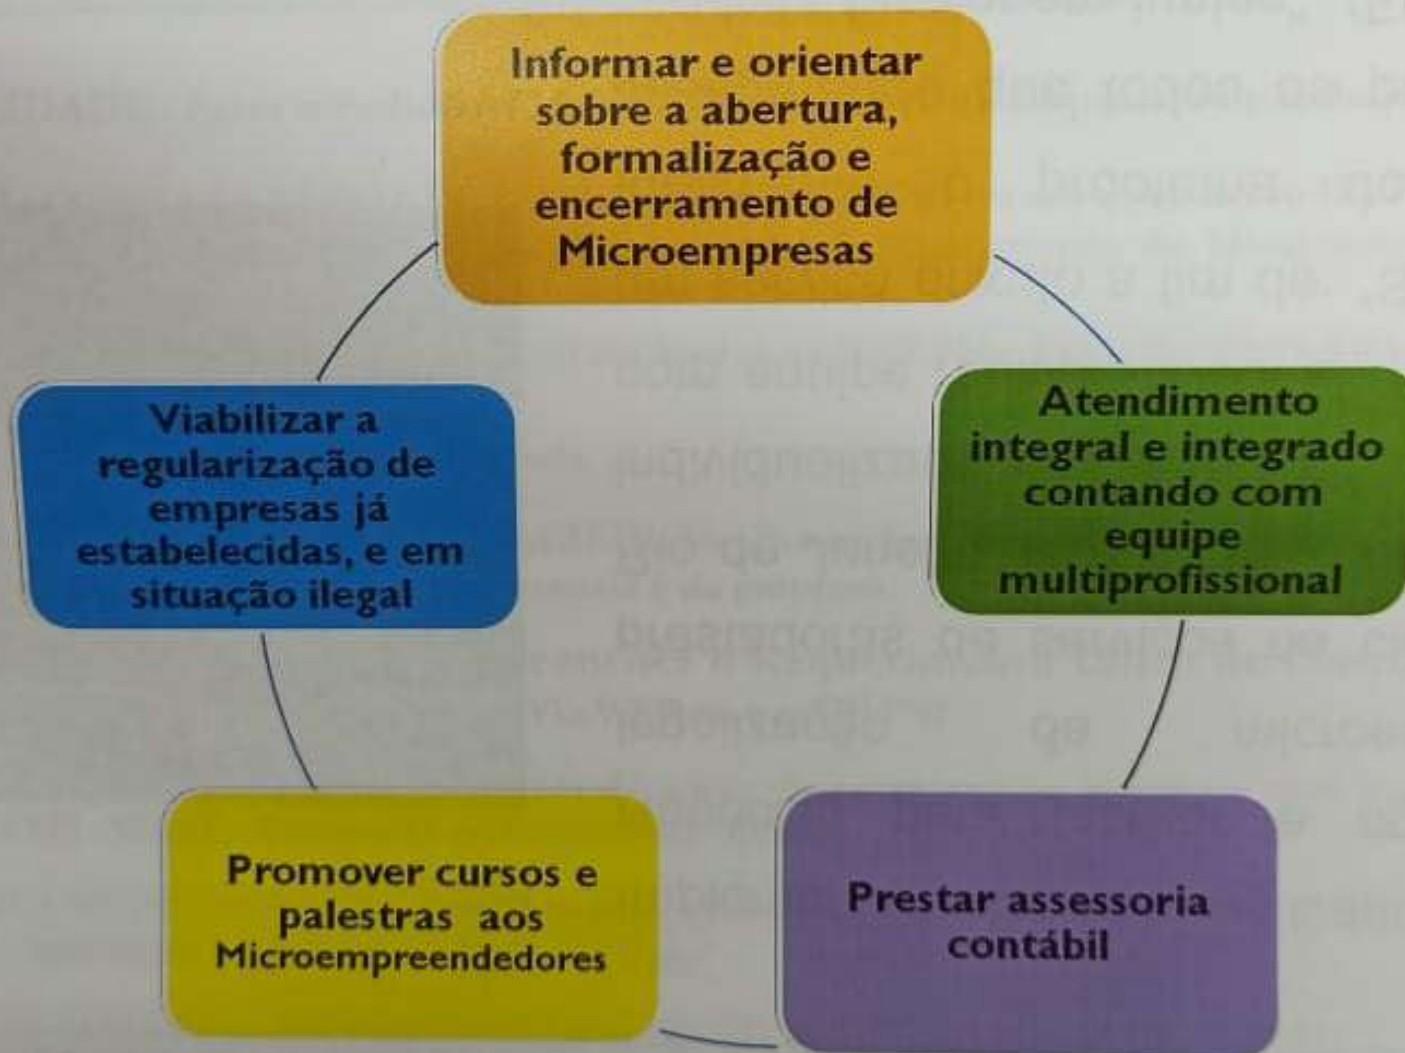 Informar e orientar
sobre a abertura,
formalização e
encerramento de
Microempresas
Atendimento
integral e integrado
contando com
equipe
multiprofissional
Prestar assessoria
contábil
Promover cursos e
palestras aos
Microempreendedores
Viabilizar a
regularização de
empresas já
estabelecidas, e em
situação ilegal